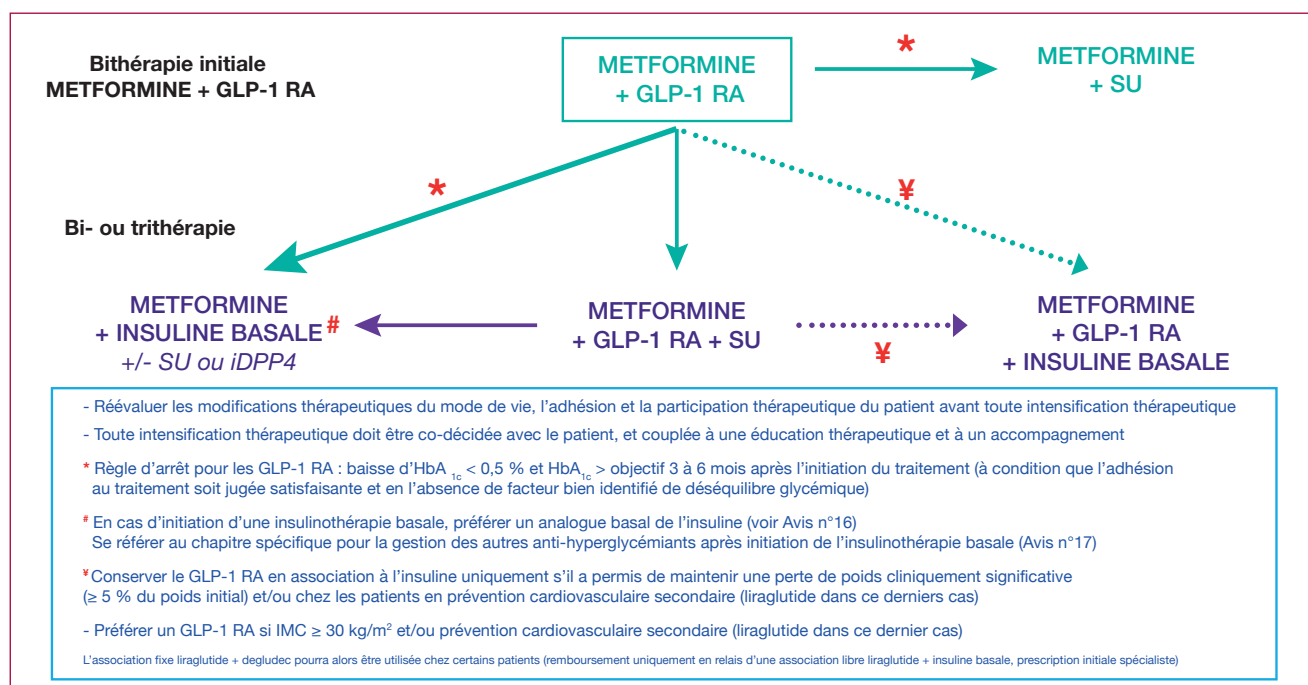 Bithérapie initiale
METFORMINE + GLP-1 RA
METFORMINE
+ GLP-1 RA
*
METFORMINE
+ SU
*
¥
Bi- ou trithérapie
METFORMINE
+ INSULINE BASALE #
+/- SU ou iDPP4
METFORMINE
+ GLP-1 RA + SU
¥
METFORMINE
+ GLP-1 RA
+ INSULINE BASALE
- Réévaluer les modifications thérapeutiques du mode de vie, l'adhésion et la participation thérapeutique du patient avant toute intensification thérapeutique
- Toute intensification thérapeutique doit être co-décidée avec le patient, et couplée à une éducation thérapeutique et à un accompagnement
* Règle d'arrêt pour les GLP-1 RA : baisse d'HbA 1c < 0,5 % et HbA1c > objectif 3 à 6 mois après l'initiation du traitement (à condition que l'adhésion
au traitement soit jugée satisfaisante et en l'absence de facteur bien identifié de déséquilibre glycémique)
# En cas d'initiation d'une insulinothérapie basale, préférer un analogue basal de l'insuline (voir Avis n°16)
Se référer au chapitre spécifique pour la gestion des autres anti-hyperglycémiants après initiation de l'insulinothérapie basale (Avis n°17)
¥ Conserver le GLP-1 RA en association à l'insuline uniquement s'il a permis de maintenir une perte de poids cliniquement significative
(≥ 5 % du poids initial) et/ou chez les patients en prévention cardiovasculaire secondaire (liraglutide dans ce derniers cas)
- Préférer un GLP-1 RA si IMC ≥ 30 kg/m² et/ou prévention cardiovasculaire secondaire (liraglutide dans ce dernier cas)
L'association fixe liraglutide + degludec pourra alors être utilisée chez certains patients (remboursement uniquement en relais d'une association libre liraglutide + insuline basale, prescription initiale spécialiste)